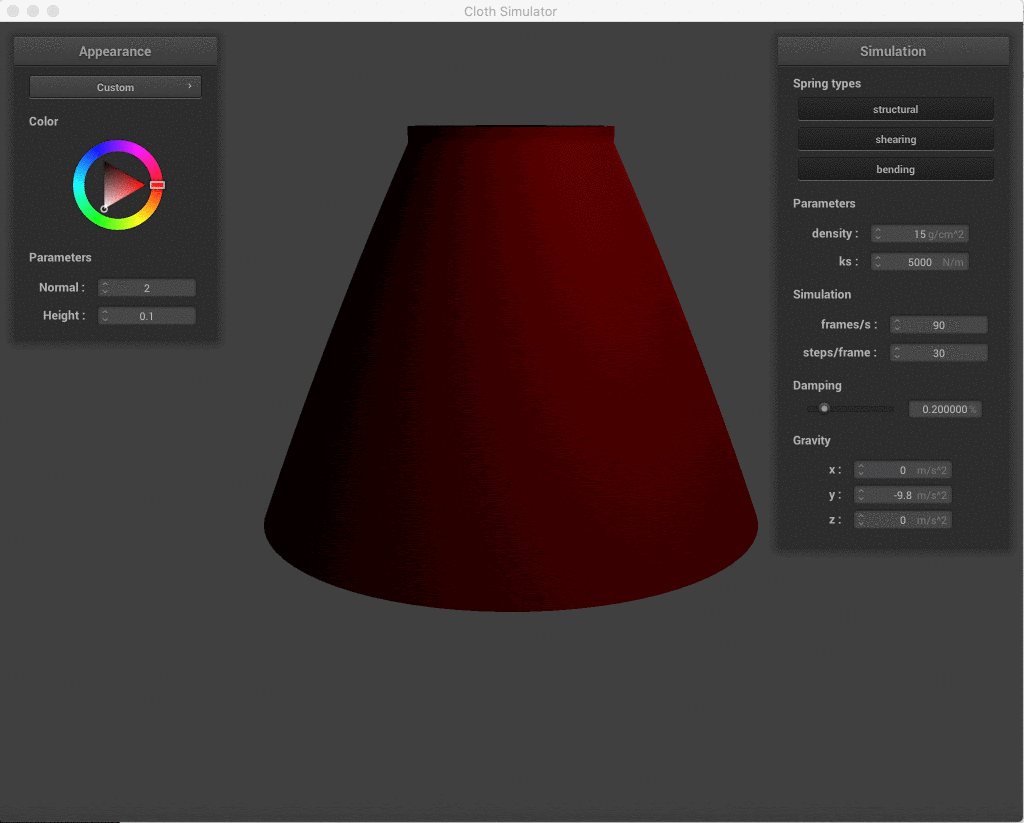 Cloth Simulator
Appearance
Custom
Color
Parameters
Normal : 2
Height : 0.1
Simulation
Spring types
structural
shearing
bending
Parameters
density : 15 g/cm^2
ks : 5000 N/m
Simulation
frames/s : 90
steps/frame : 30
Damping
0.200000 %
Gravity
x : 0 m/s^2
y : -9.8 m/s^2
z : 0 m/s^2